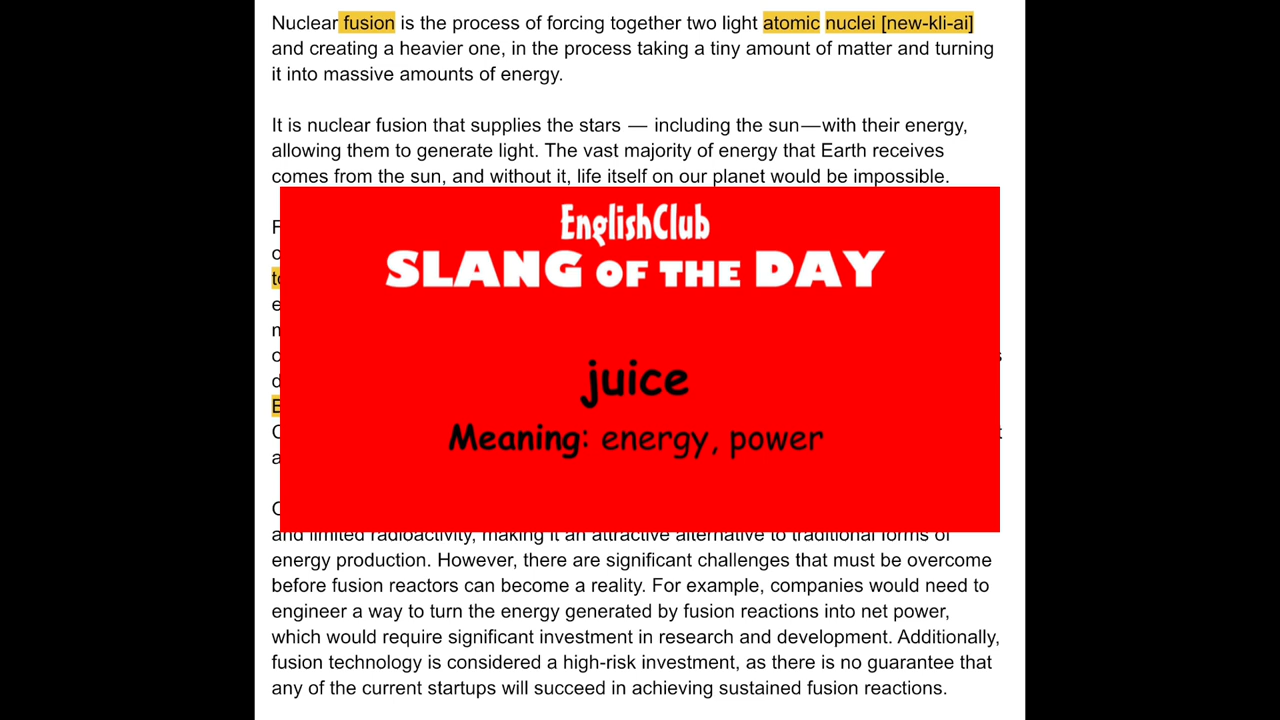 Nuclear fusion is the process of forcing together two light atomic nuclei [new-kli-ai]
and creating a heavier one, in the process taking a tiny amount of matter and turning
it into massive amounts of energy.
It is nuclear fusion that supplies the stars — including the sun—with their energy,
allowing them to generate light. The vast majority of energy that Earth receives
comes from the sun, and without it, life itself on our planet would be impossible.
EnglishClub
SLANG OF THE DAY
juice
Meaning: energy, power
and limited radioactivity, making it an attractive alternative to traditional forms of
energy production. However, there are significant challenges that must be overcome
before fusion reactors can become a reality. For example, companies would need to
engineer a way to turn the energy generated by fusion reactions into net power,
which would require significant investment in research and development. Additionally,
fusion technology is considered a high-risk investment, as there is no guarantee that
any of the current startups will succeed in achieving sustained fusion reactions.